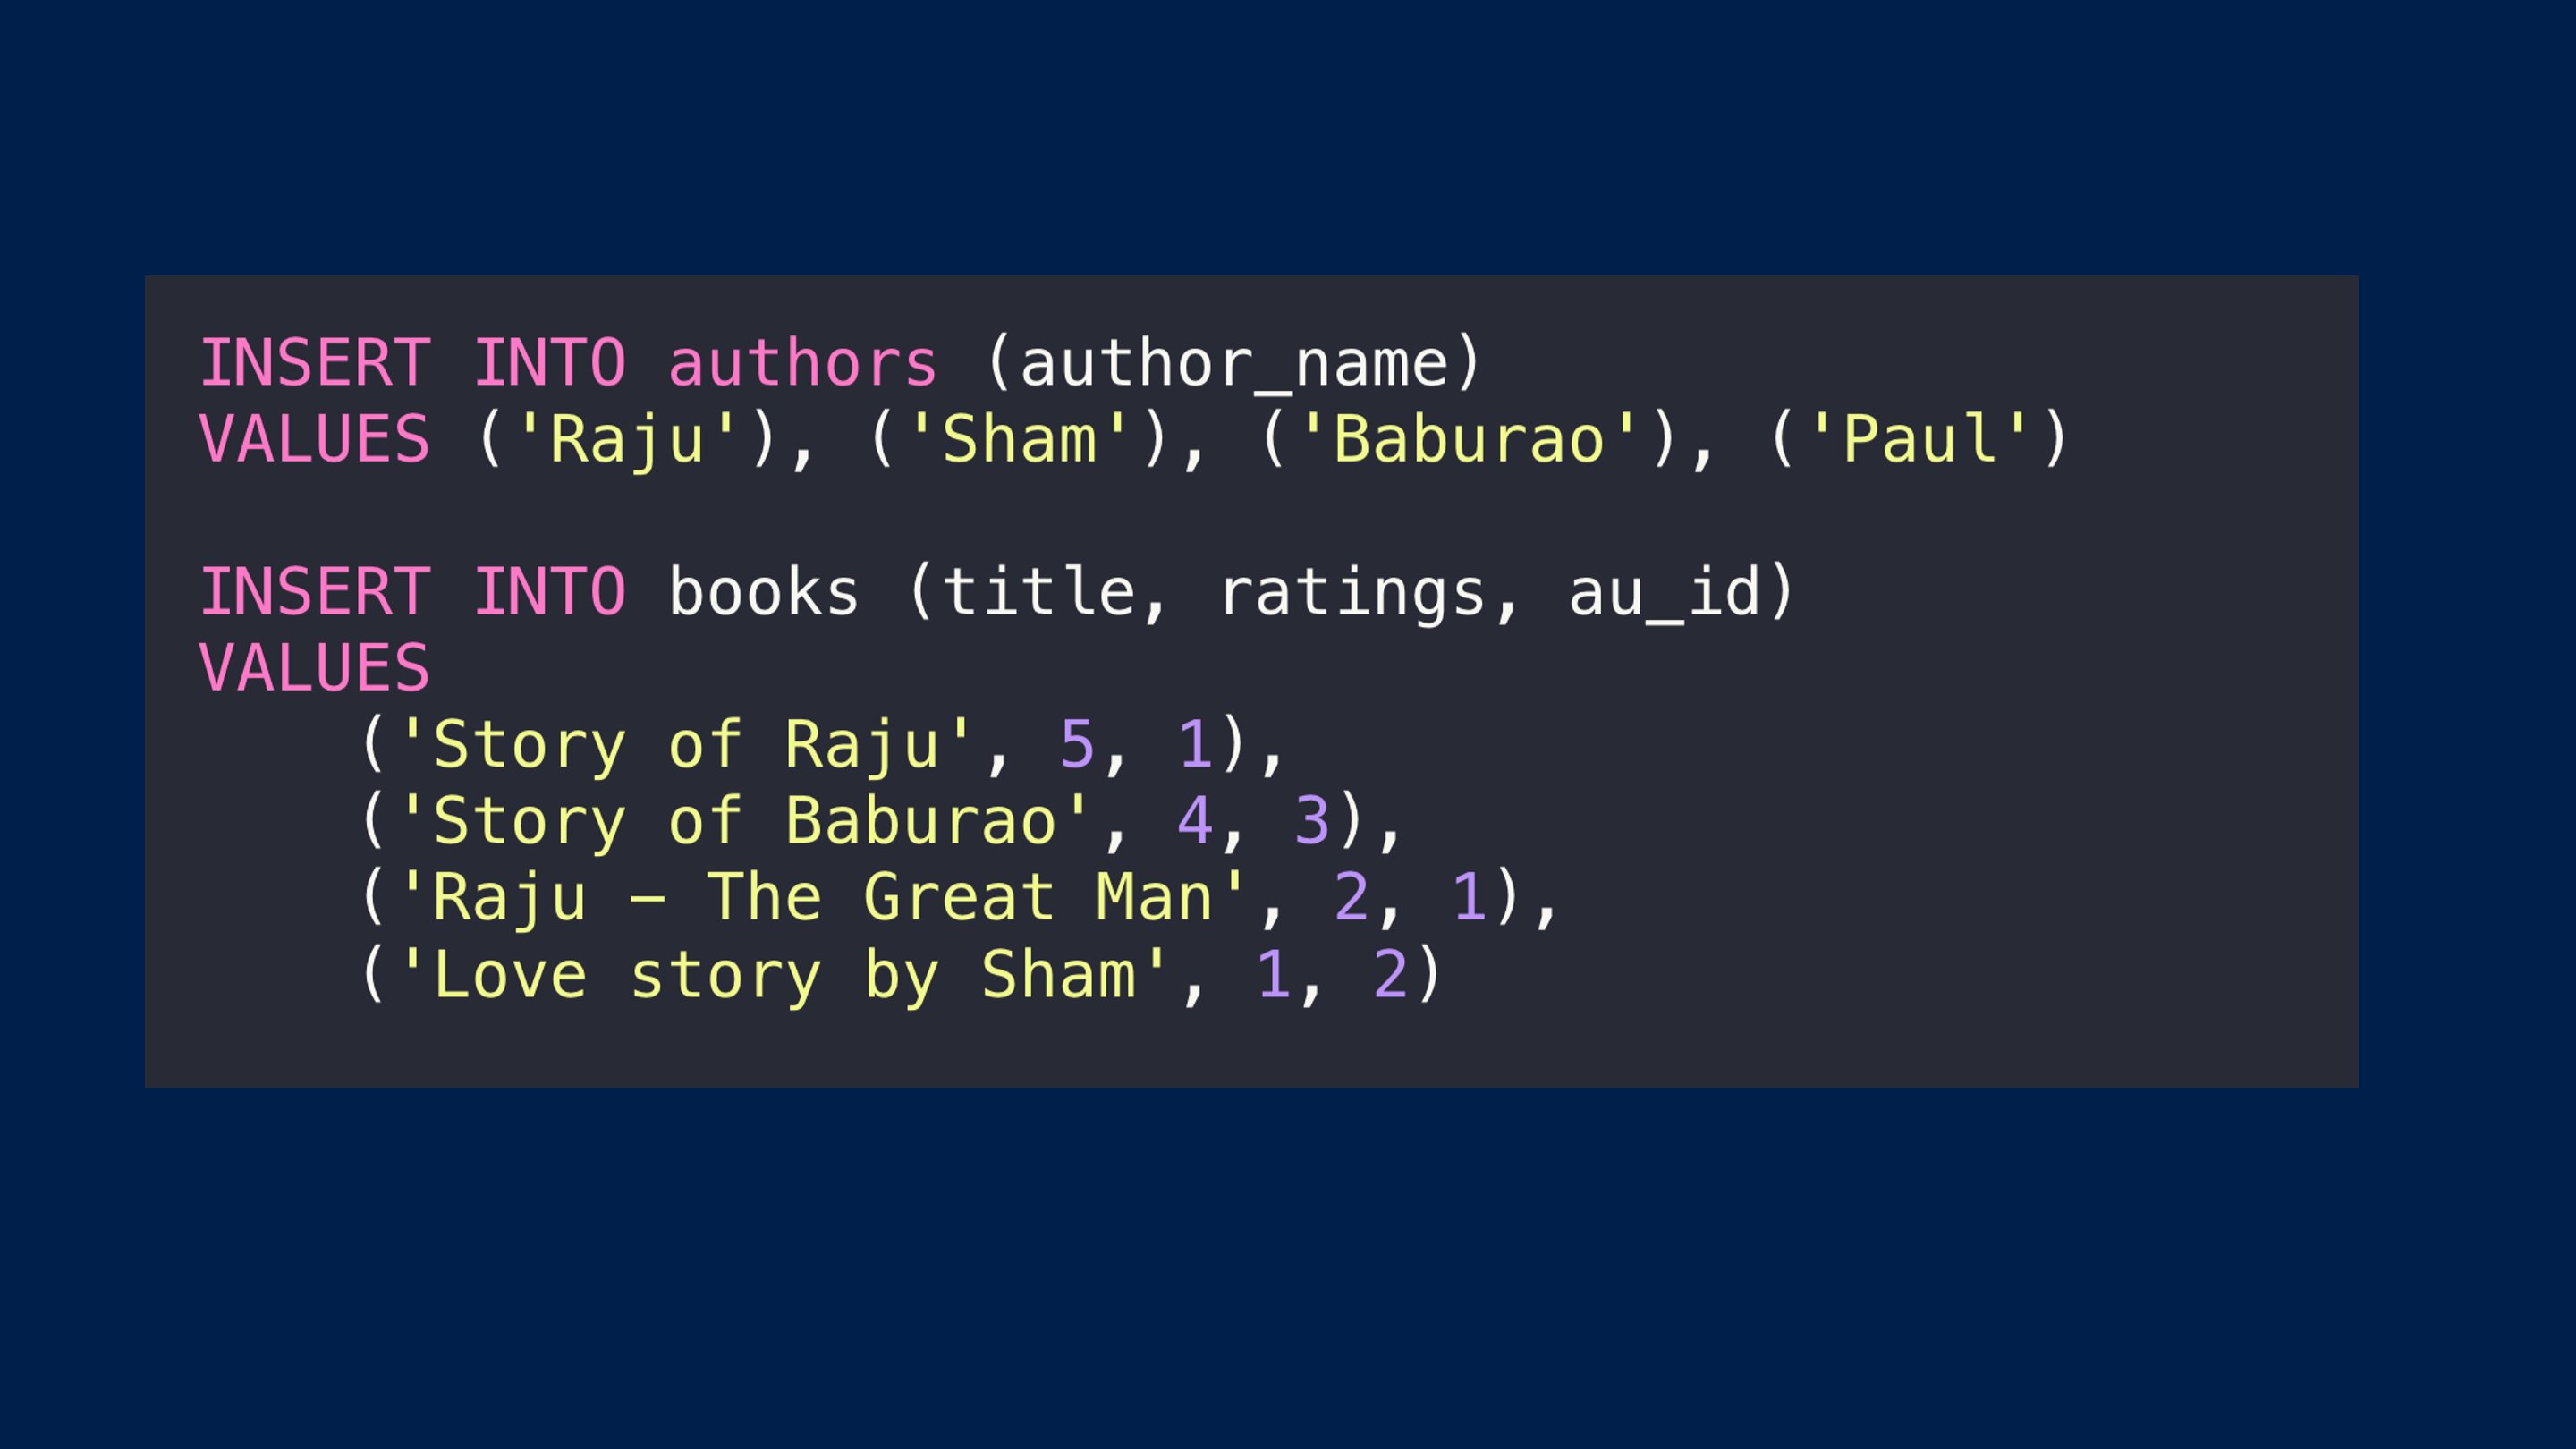 INSERT INTO authors (author_name)
VALUES ('Raju'), ('Sham'), ('Baburao'), ('Paul')
INSERT INTO books (title, ratings, au_id)
VALUES
('Story of Raju', 5, 1),
('Story of Baburao', 4, 3),
('Raju - The Great Man', 2, 1),
('Love story by Sham', 1, 2)